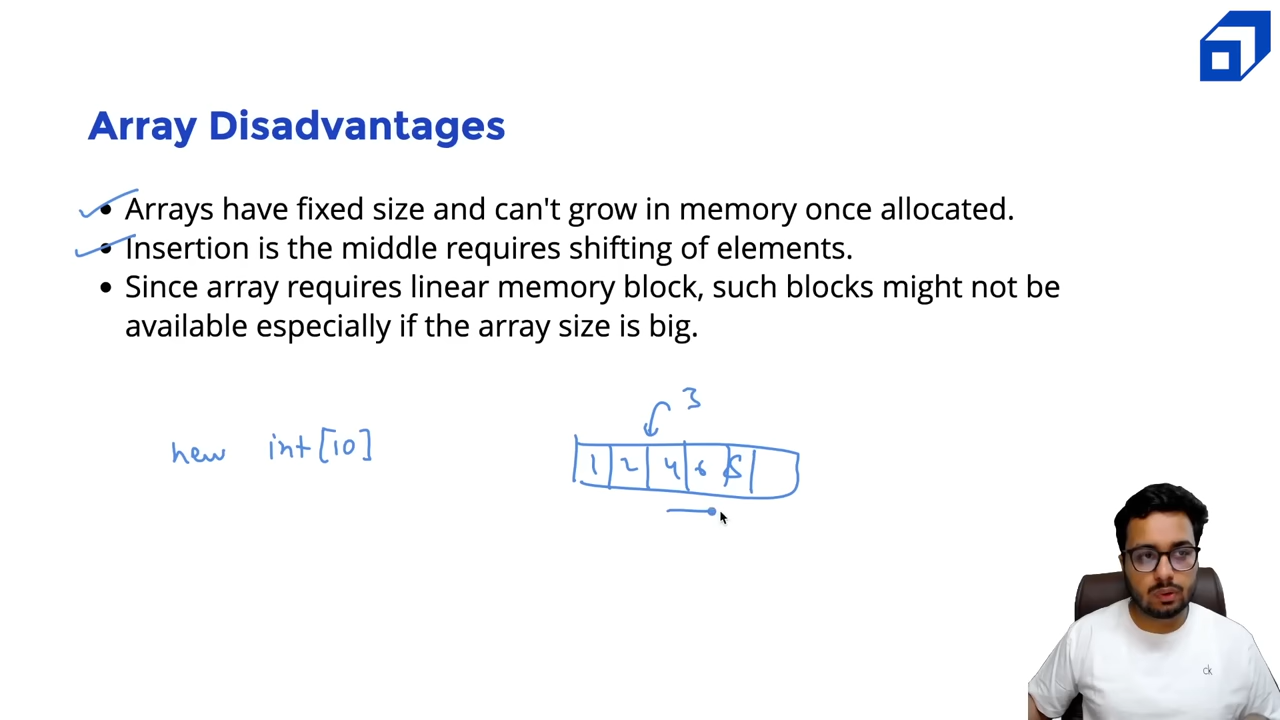 Array Disadvantages
• Arrays have fixed size and can't grow in memory once allocated.
• Insertion is the middle requires shifting of elements.
• Since array requires linear memory block, such blocks might not be
available especially if the array size is big.
3
new int[10]
1 2 4 6 5
ck